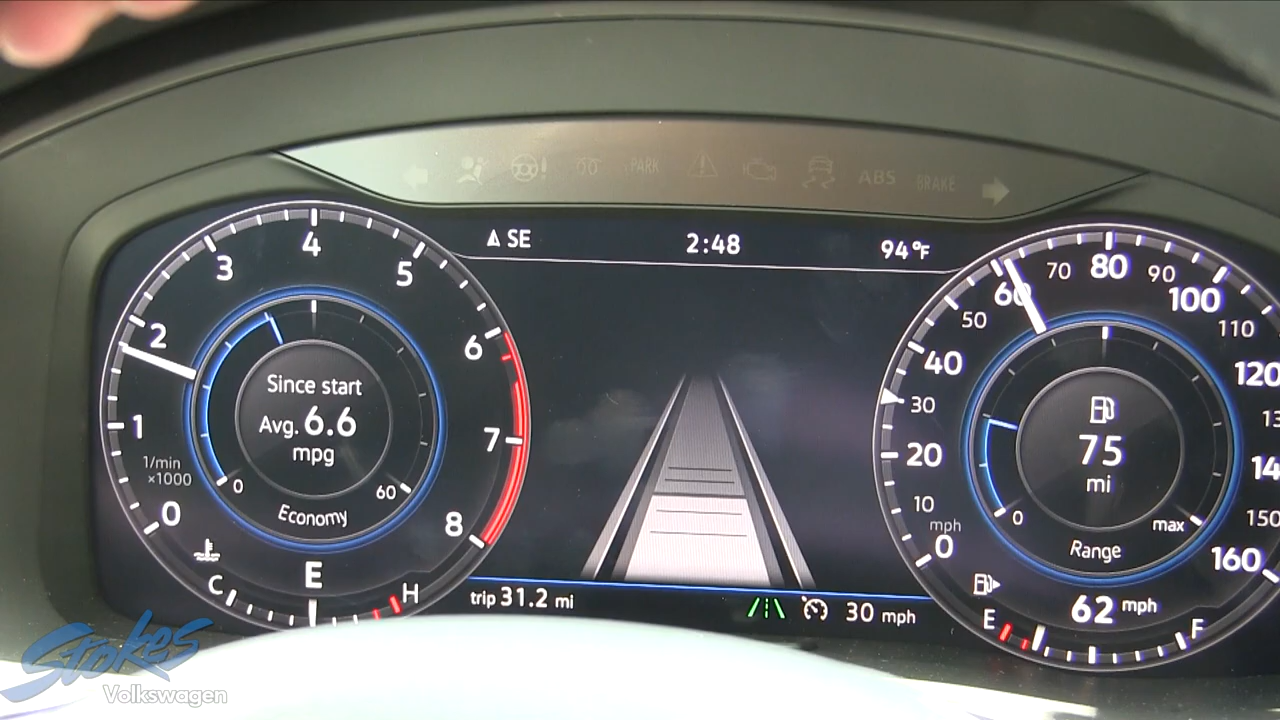 PARK ABS BRAKE
SE 2:48 94°F
0 1 2 3 4 5 6 7 8
1/min
×1000
Since start
Avg. 6.6
mpg
0 60
Economy
C E H
trip 31.2 mi
30 mph
0 10 20 30 40 50 60 70 80 90 100 110 120 13 14 150 160
mph
75
mi
0 max
Range
62 mph
E F
Stokes
Volkswagen